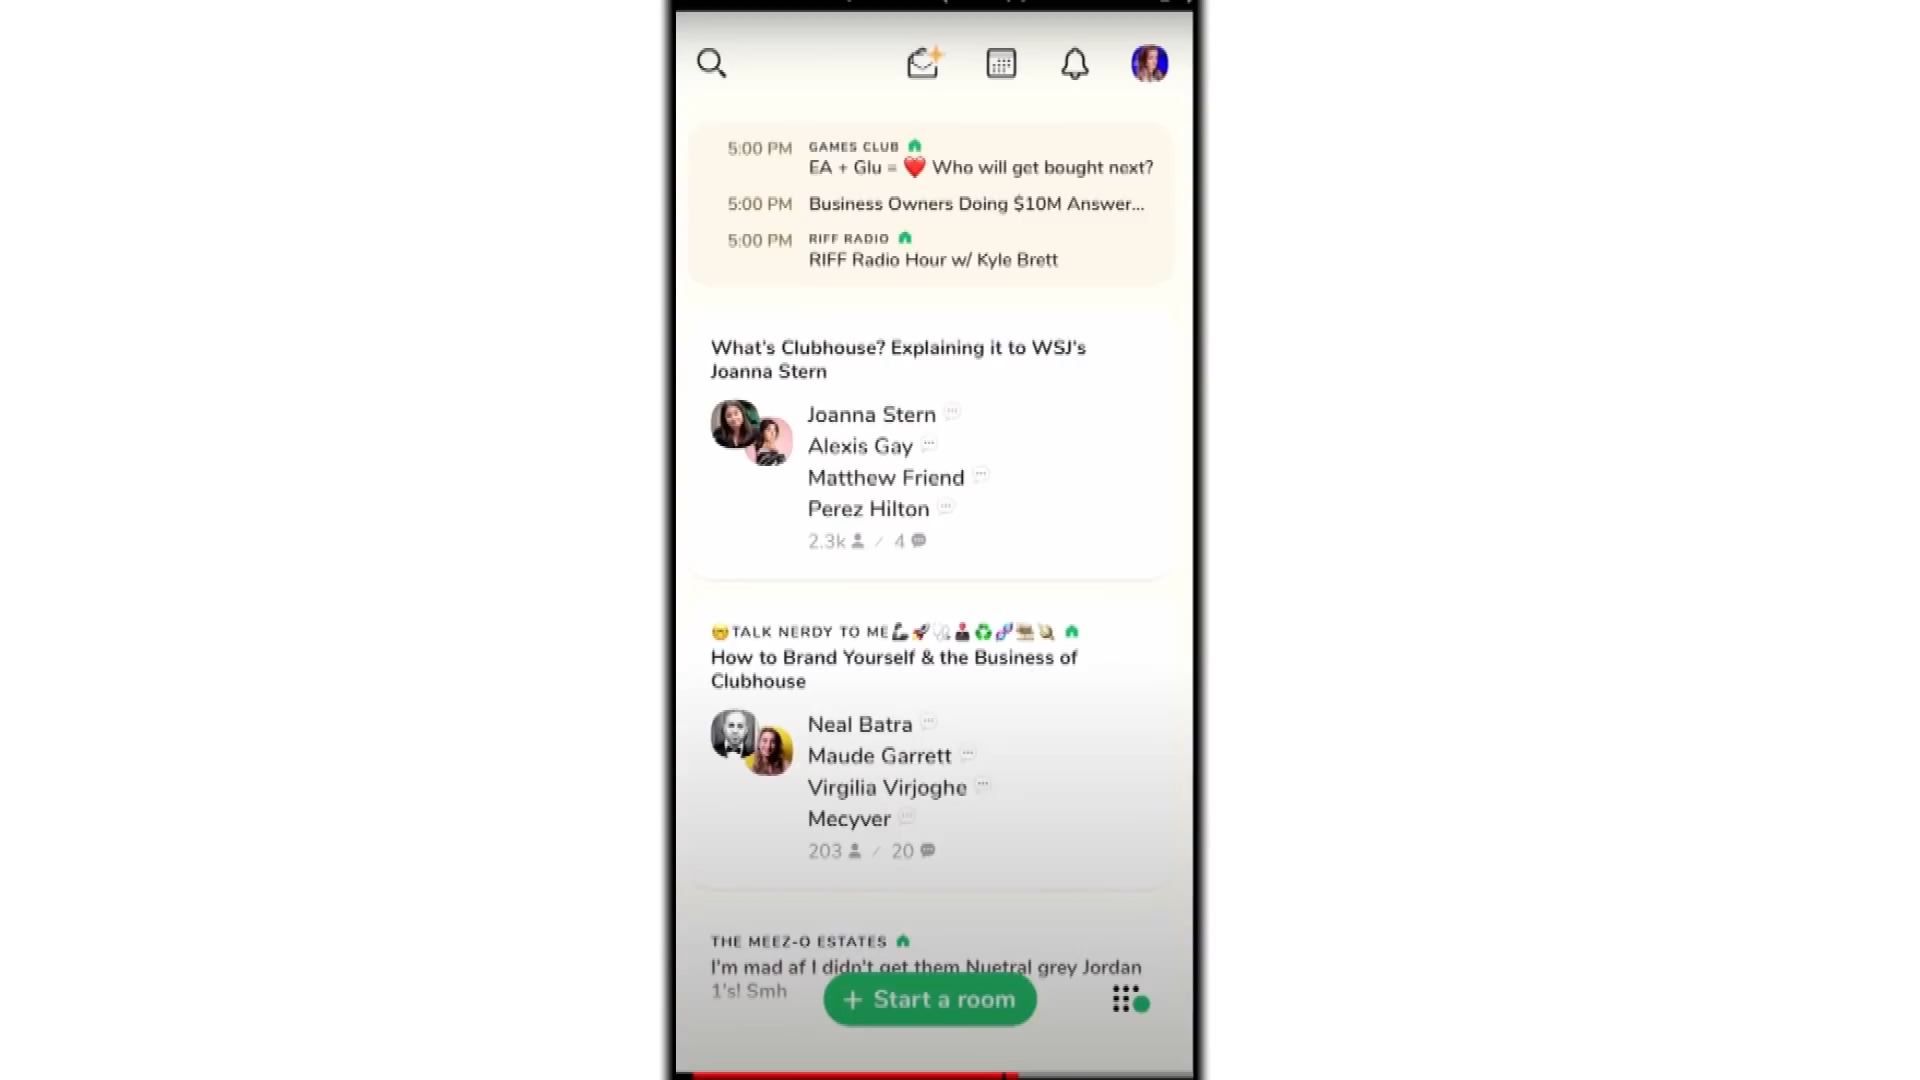 5:00 PM GAMES CLUB
EA + Glu = ❤️ Who will get bought next?
5:00 PM Business Owners Doing $10M Answer...
5:00 PM RIFF RADIO
RIFF Radio Hour w/ Kyle Brett
What's Clubhouse? Explaining it to WSJ's
Joanna Stern
Joanna Stern
Alexis Gay
Matthew Friend
Perez Hilton
2.3k / 4
TALK NERDY TO ME
How to Brand Yourself & the Business of
Clubhouse
Neal Batra
Maude Garrett
Virgilia Virjoghe
Mecyver
203 / 20
THE MEEZ-O ESTATES
I'm mad af I didn't get them Nuetral grey Jordan
1's! Smh
+ Start a room